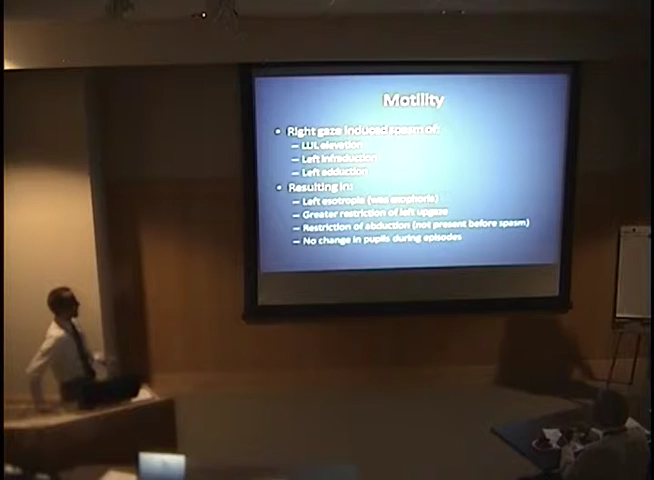 Motility
• Right gaze induced spasm of:
– LUL elevation
– Left infraduction
– Left adduction
• Resulting in:
– Left esotropia (was exophoria)
– Greater restriction of left upgaze
– Restriction of abduction (not present before spasm)
– No change in pupils during episodes